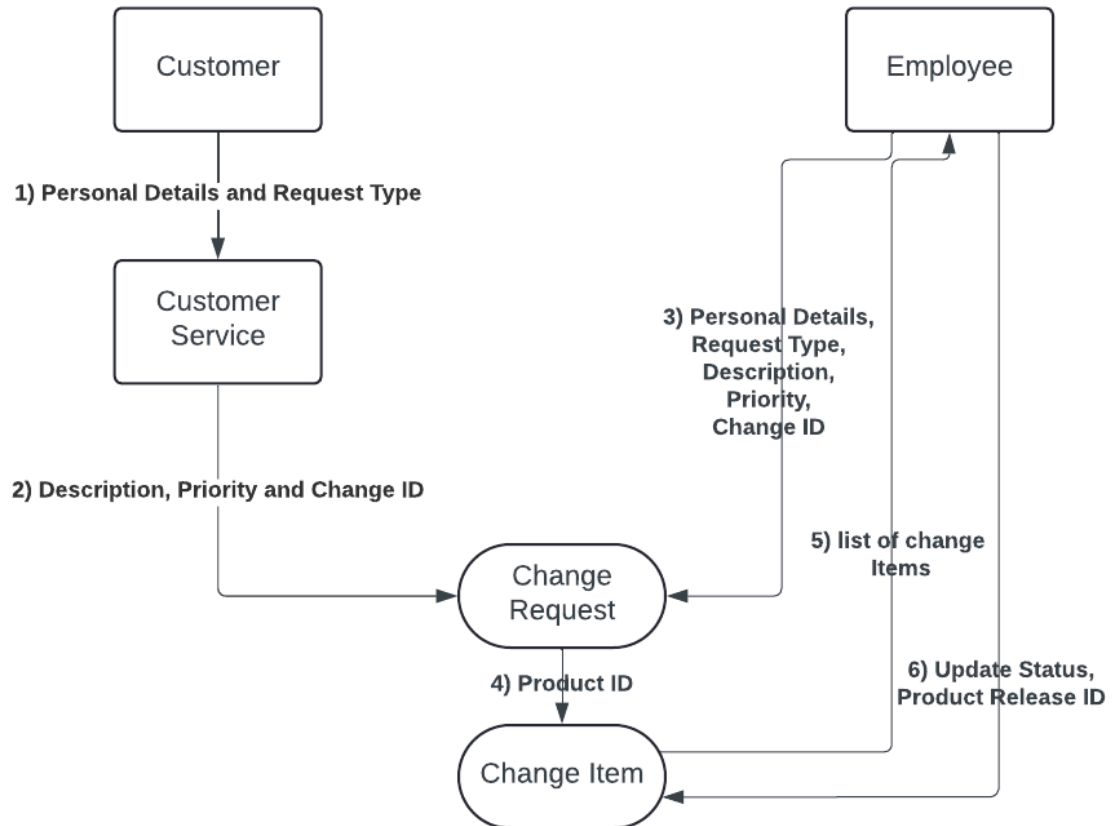 Customer
Employee
1) Personal Details and Request Type
Customer
Service
3) Personal Details,
Request Type,
Description,
Priority,
Change ID
2) Description, Priority and Change ID
5) list of change
Items
Change
Request
4) Product ID
6) Update Status,
Product Release ID
Change Item